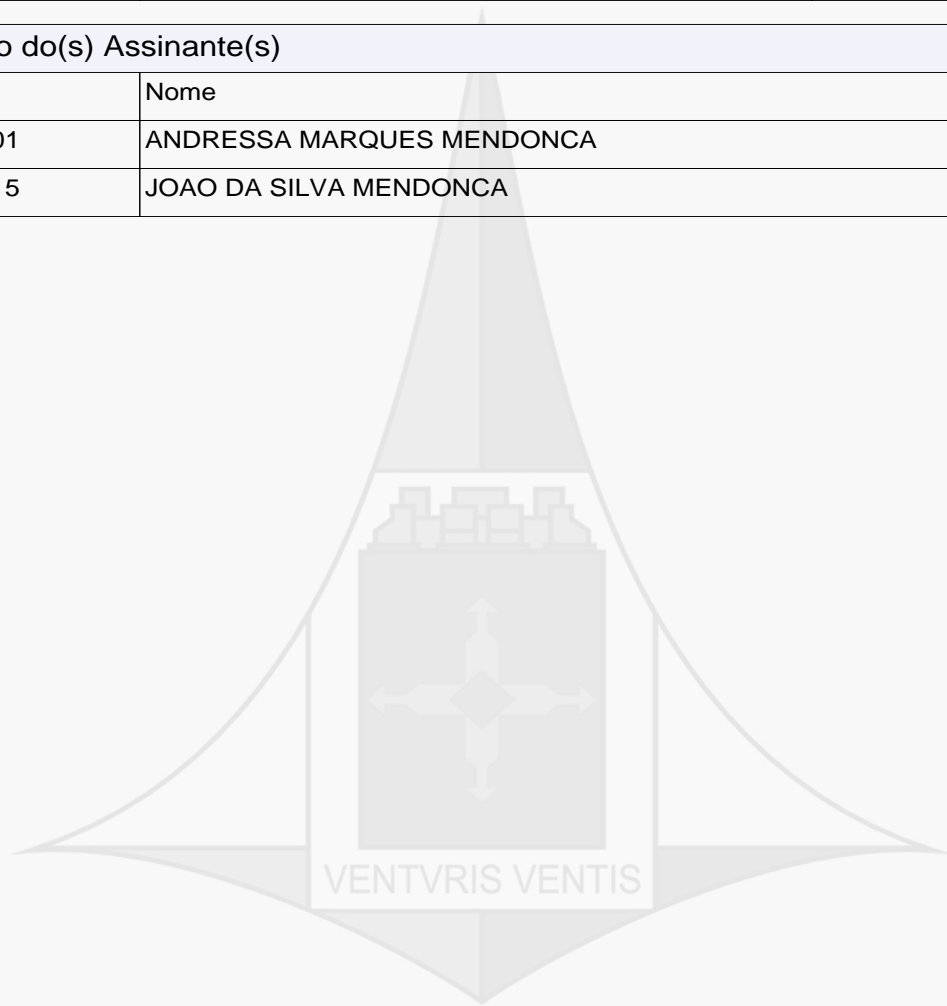 o do(s) Assinante(s)
Nome
01 ANDRESSA MARQUES MENDONCA
5 JOAO DA SILVA MENDONCA
VENTVRIS VENTIS